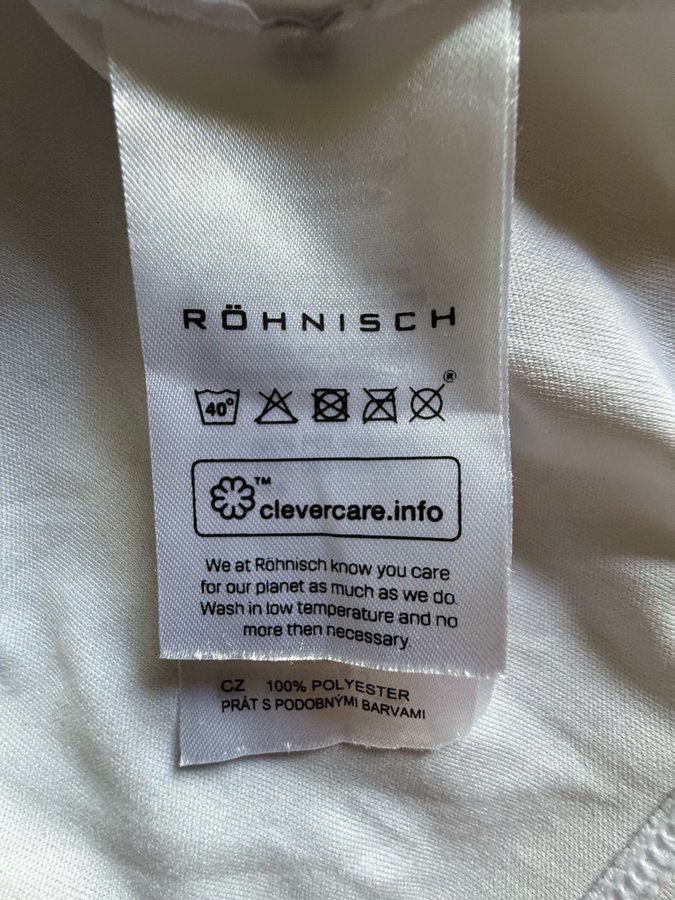 RÖHNISCH
40°
®
™
clevercare.info
We at Röhnisch know you care
for our planet as much as we do.
Wash in low temperature and no
more then necessary.
CZ 100% POLYESTER
PRÁT S PODOBNÝMI BARVAMI